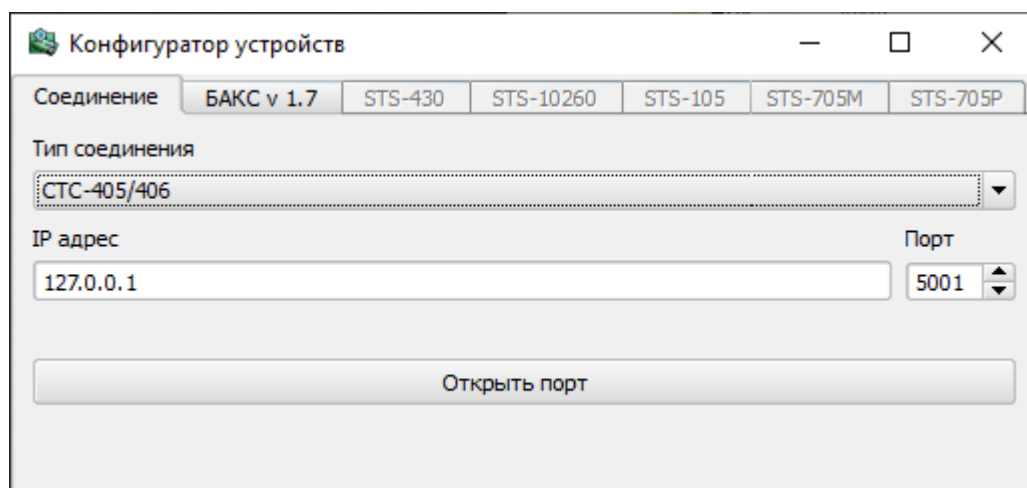 Конфигуратор устройств
Соединение БАКС v 1.7 STS-430 STS-10260 STS-105 STS-705M STS-705P
Тип соединения
СТС-405/406
IP адрес Порт
127.0.0.1 5001
Открыть порт